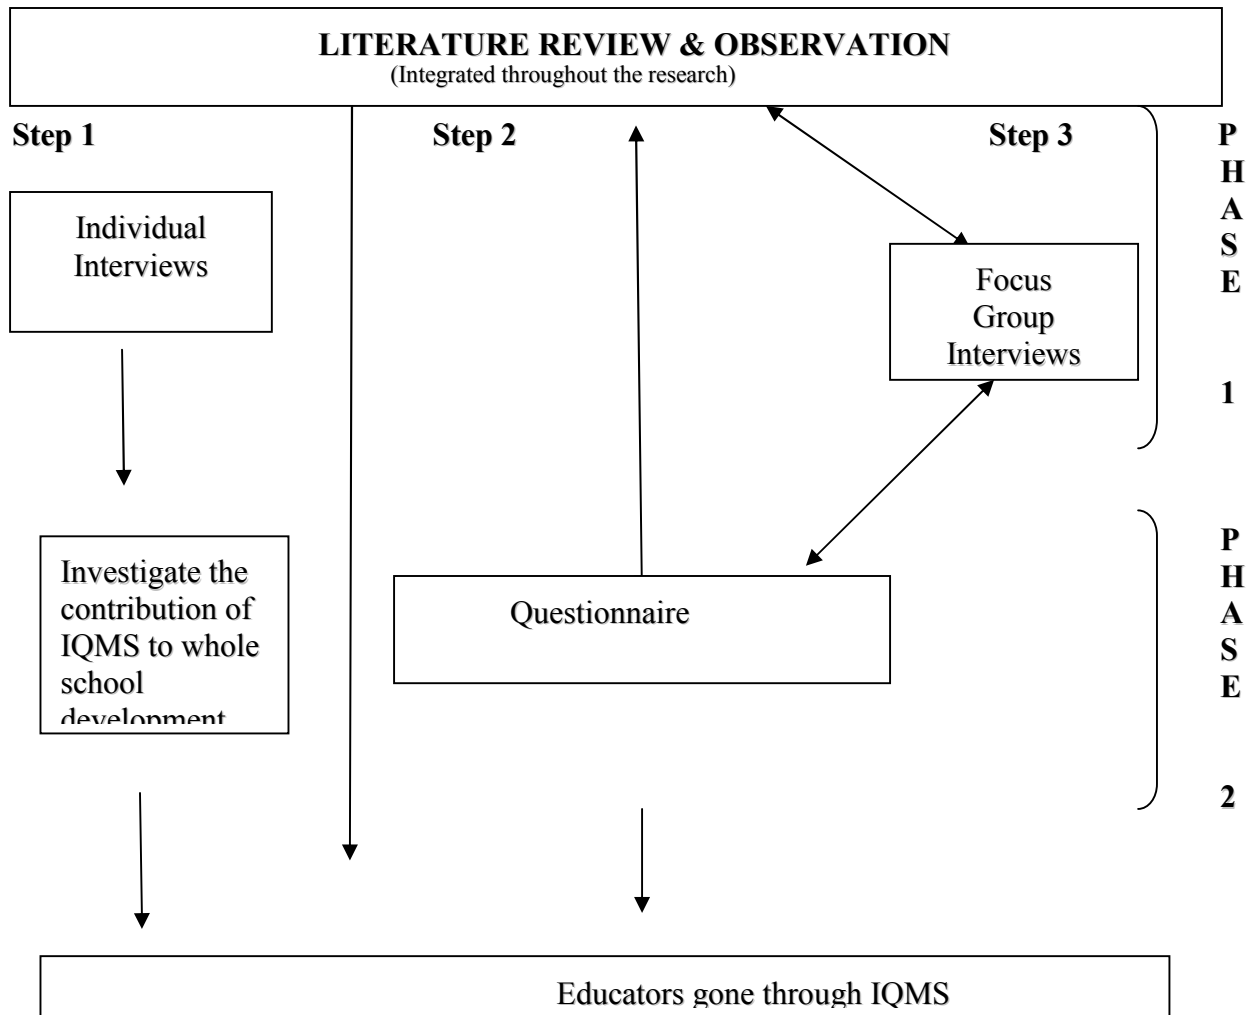 LITERATURE REVIEW & OBSERVATION
(Integrated throughout the research)
Step 1
Step 2
Step 3
Individual
Interviews
Focus
Group
Interviews
P
H
A
S
E
1
Investigate the
contribution of
IQMS to whole
school
development
Questionnaire
P
H
A
S
E
2
Educators gone through IQMS